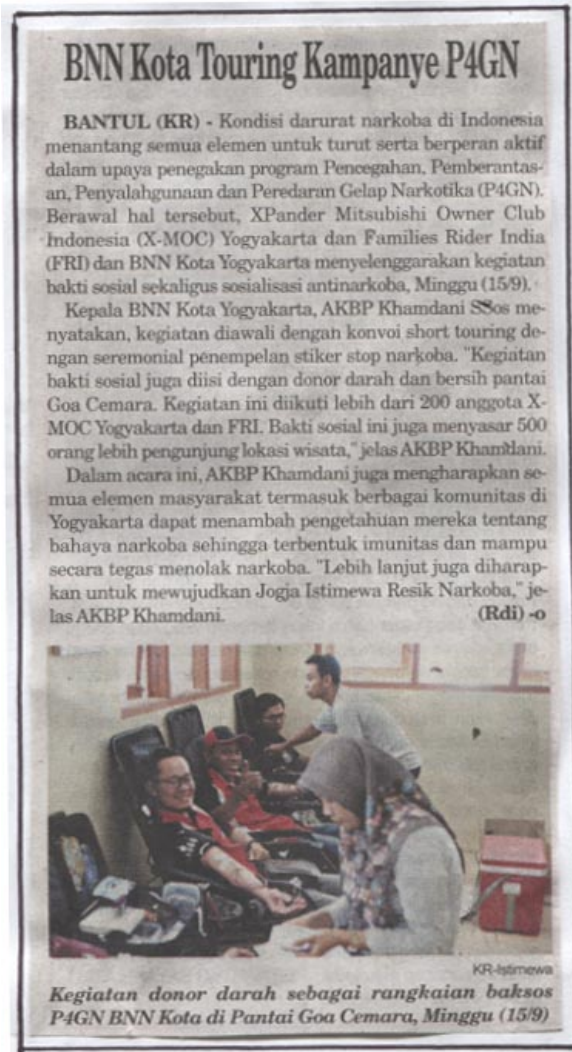 BNN Kota Touring Kampanye P4GN
BANTUL (KR) - Kondisi darurat narkoba di Indonesia
menantang semua elemen untuk turut serta berperan aktif
dalam upaya penegakan program Pencegahan, Pemberantas-
an, Penyalahgunaan dan Peredaran Gelap Narkotika (P4GN).
Berawal hal tersebut, XPander Mitsubishi Owner Club
Indonesia (X-MOC) Yogyakarta dan Families Rider India
(FRI) dan BNN Kota Yogyakarta menyelenggarakan kegiatan
bakti sosial sekaligus sosialisasi antinarkoba, Minggu (15/9).
Kepala BNN Kota Yogyakarta, AKBP Khamdani SSos me-
nyatakan, kegiatan diawali dengan konvoi short touring de-
ngan seremonial penempelan stiker stop narkoba. "Kegiatan
bakti sosial juga diisi dengan donor darah dan bersih pantai
Goa Cemara. Kegiatan ini diikuti lebih dari 200 anggota X-
MOC Yogyakarta dan FRI. Bakti sosial ini juga menyasar 500
orang lebih pengunjung lokasi wisata," jelas AKBP Khamdani.
Dalam acara ini, AKBP Khamdani juga mengharapkan se-
mua elemen masyarakat termasuk berbagai komunitas di
Yogyakarta dapat menambah pengetahuan mereka tentang
bahaya narkoba sehingga terbentuk imunitas dan mampu
secara tegas menolak narkoba. "Lebih lanjut juga diharap-
kan untuk mewujudkan Jogja Istimewa Resik Narkoba," je-
las AKBP Khamdani. (Rdi) -o
KR-Istimewa
Kegiatan donor darah sebagai rangkaian baksos
P4GN BNN Kota di Pantai Goa Cemara, Minggu (15/9)